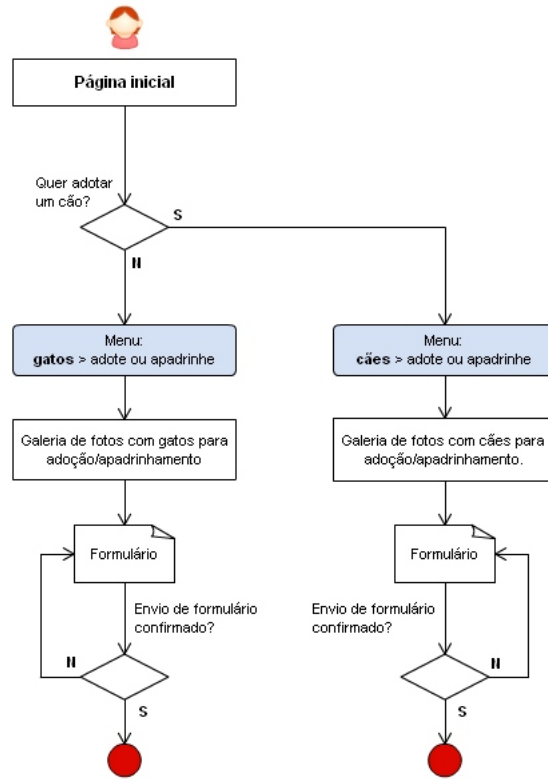 Página inicial
Quer adotar
um cão?
S
N
Menu:
gatos > adote ou apadrinhe
Menu:
cães > adote ou apadrinhe
Galeria de fotos com gatos para
adoção/apadrinhamento
Galeria de fotos com cães para
adoção/apadrinhamento.
Formulário
Formulário
Envio de formulário
confirmado?
Envio de formulário
confirmado?
N
N
S
S